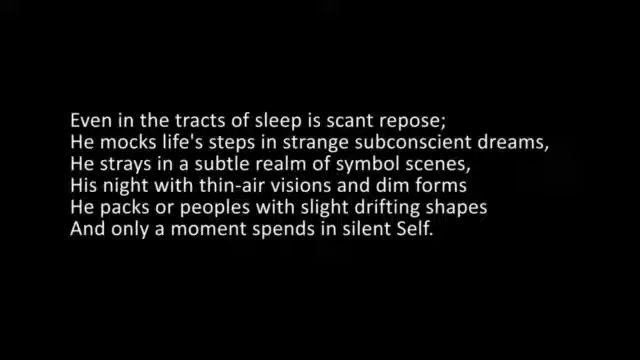 Even in the tracts of sleep is scant repose;
He mocks life's steps in strange subconscient dreams,
He strays in a subtle realm of symbol scenes,
His night with thin-air visions and dim forms
He packs or peoples with slight drifting shapes
And only a moment spends in silent Self.